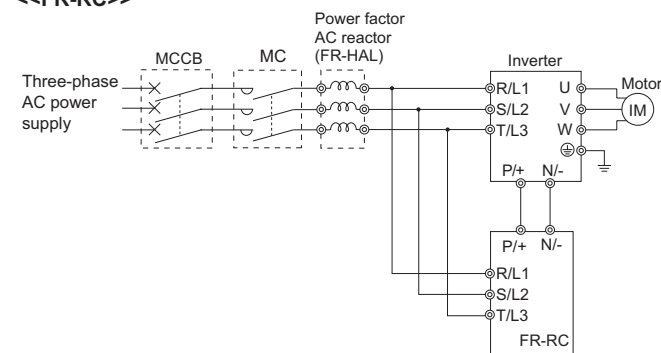 <<FR-RC>>
Power factor
AC reactor
(FR-HAL)
MCCB
MC
Inverter
Three-phase
AC power
supply
R/L1
S/L2
T/L3
U
V
W
Motor
IM
P/+ N/-
P/+ N/-
R/L1
S/L2
T/L3
FR-RC